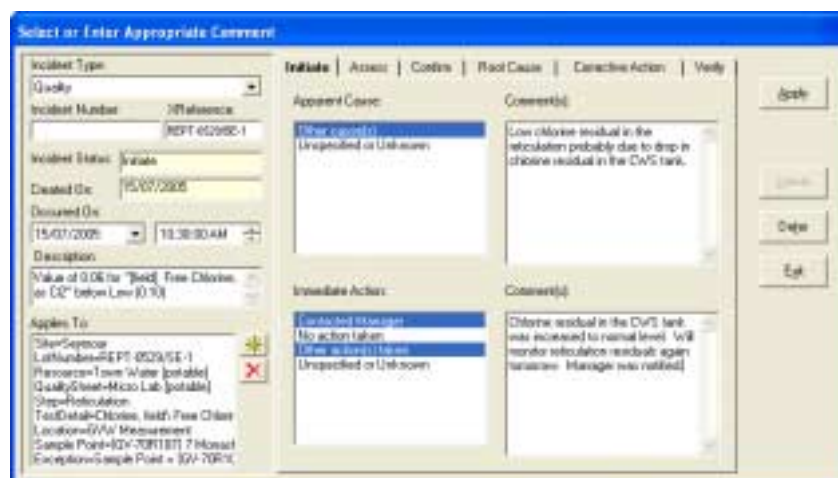 Select or Enter Appropriate Comment
Incident Type:
Quality
Incident Number XReference
REPT-0529/SE-1
Incident Status: Initiate
Created On: 15/07/2005
Occured On:
15/07/2005 10:30:00 AM
Description
Value of 0.06 for "[field] Free Chlorine,
as Cl2" below Low (0.10)
Applies To
Site=Seymour
LotNumber=REPT-0529/SE-1
Resource=Town Water (potable)
QualitySheet=Micro Lab (potable)
Step=Reticulation
TestDetail=Chlorine, field\ Free Chlor
Location=GVW Measurement
Sample Point=
Exception=Sample Point =
Initiate Assess Confirm Root Cause Corrective Action Verify
Apparent Cause:
Other cause(s)
Unspecified or Unknown
Comment(s):
Low chlorine residual in the
reticulation probably due to drop in
chlorine residual in the CWS tank.
Immediate Action:
Contacted Manager
No action taken
Other action(s) taken
Unspecified or Unknown
Comment(s):
Chlorine residual in the CWS tank
was increased to normal level. Will
monitor reticulation residuals again
tomorrow. Manager was notified.
Apply
Exit